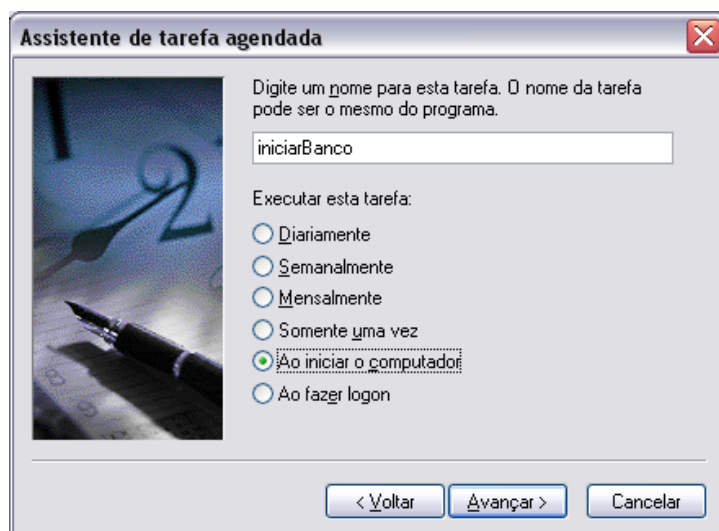 Assistente de tarefa agendada
Digite um nome para esta tarefa. O nome da tarefa
pode ser o mesmo do programa.
iniciarBanco
Executar esta tarefa:
Diariamente
Semanalmente
Mensalmente
Somente uma vez
Ao iniciar o computador
Ao fazer logon
< Voltar
Avançar >
Cancelar